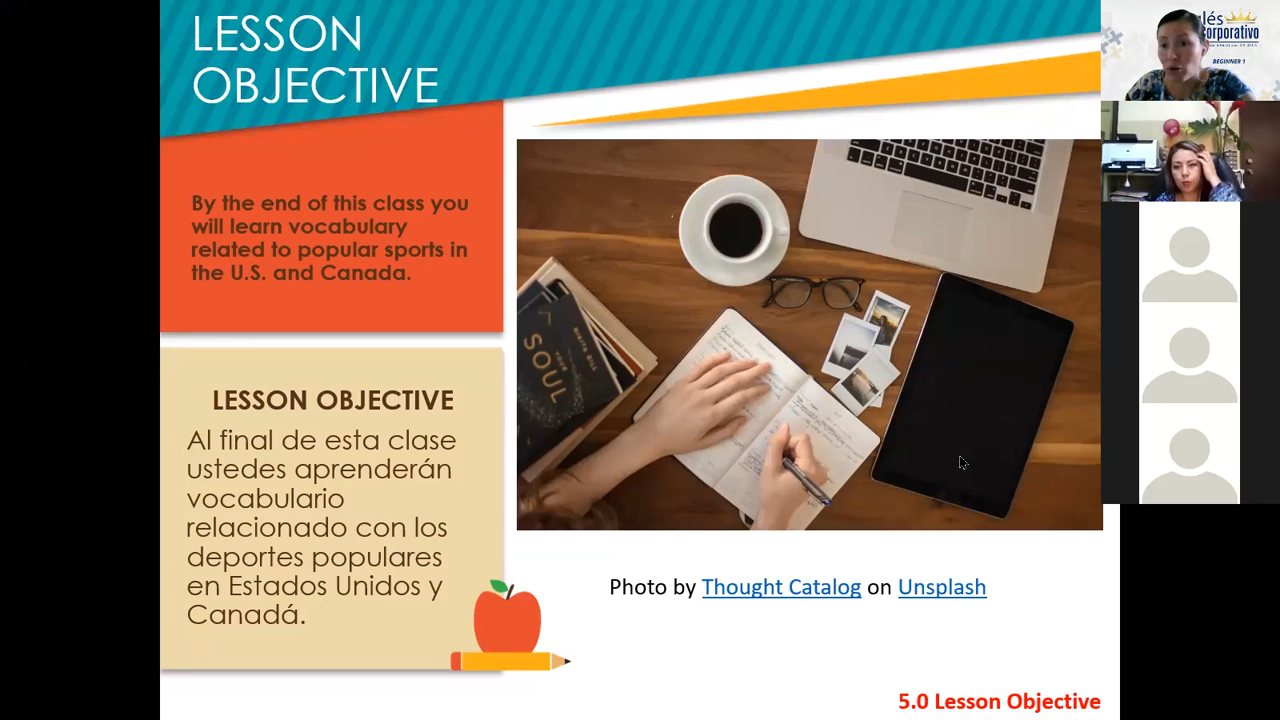 LESSON
OBJECTIVE
By the end of this class you
will learn vocabulary
related to popular sports in
the U.S. and Canada.
LESSON OBJECTIVE
Al final de esta clase
ustedes aprenderán
vocabulario
relacionado con los
deportes populares
en Estados Unidos y
Canadá.
YOUR
SOUL
Photo by Thought Catalog on Unsplash
5.0 Lesson Objective
BEGINNER 1